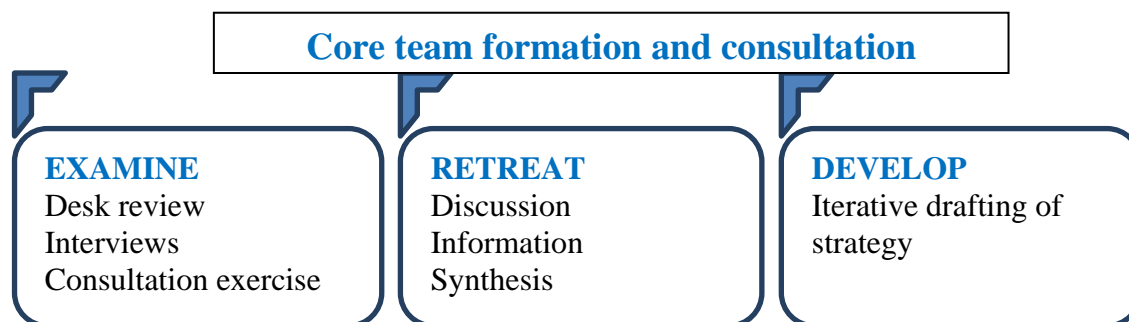 Core team formation and consultation
EXAMINE
Desk review
Interviews
Consultation exercise
RETREAT
Discussion
Information
Synthesis
DEVELOP
Iterative drafting of
strategy